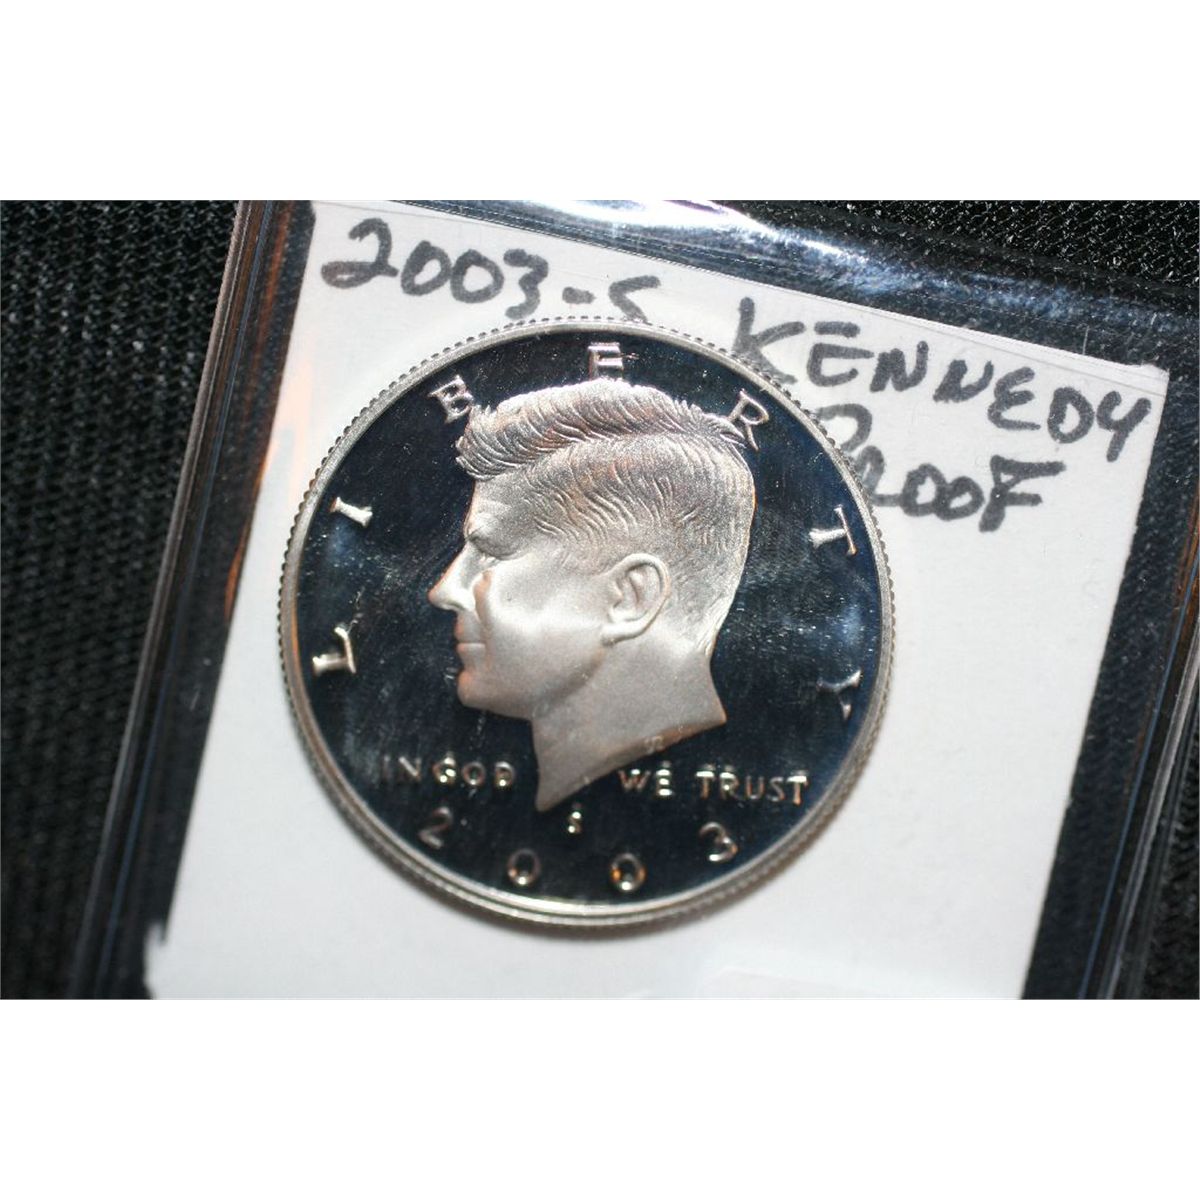 2003-S KENNEDY
PROOF
LIBERTY
IN GOD WE TRUST
S
2003